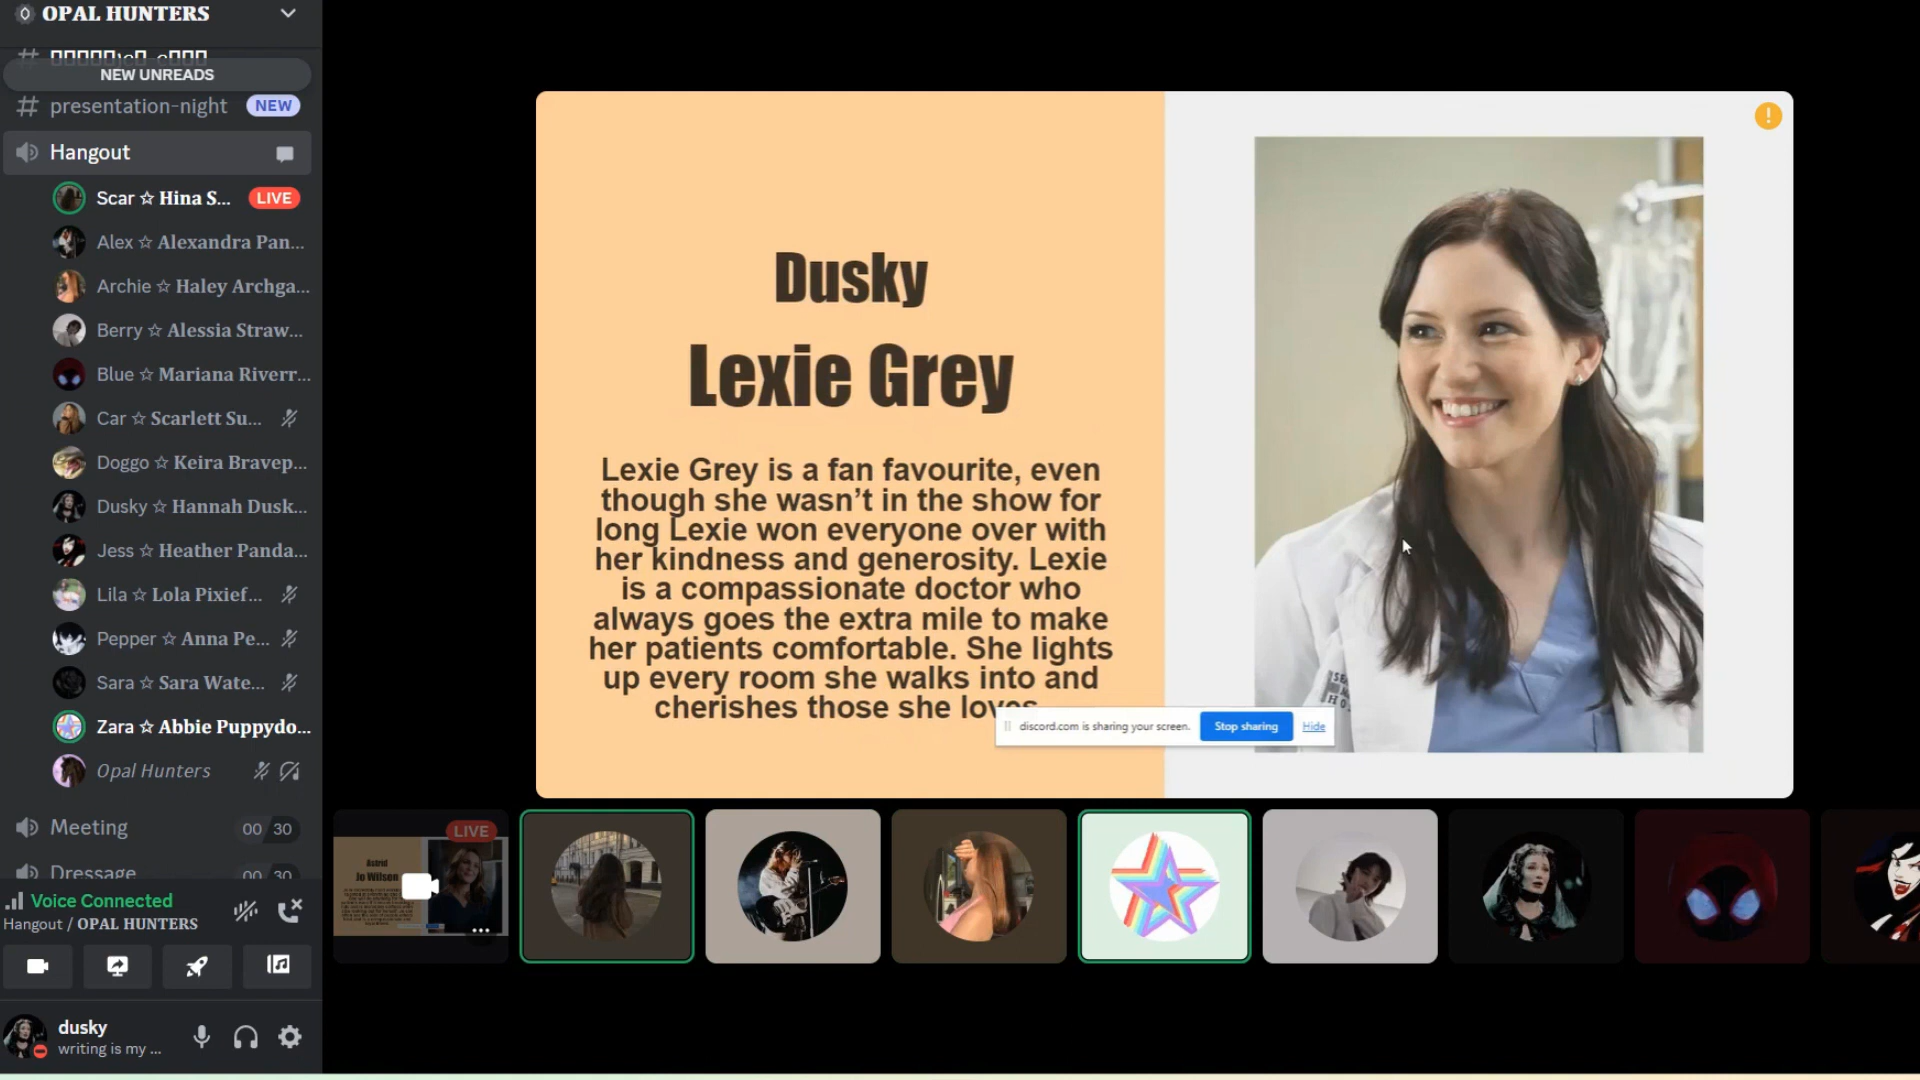 OPAL HUNTERS
NEW UNREADS
presentation-night NEW
Hangout
Scar ☆ Hina S... LIVE
Alex ☆ Alexandra Pan...
Archie ☆ Haley Archga...
Berry ☆ Alessia Straw...
Blue ☆ Mariana Riverr...
Car ☆ Scarlett Su...
Doggo ☆ Keira Bravep...
Dusky ☆ Hannah Dusk...
Jess ☆ Heather Panda...
Lila ☆ Lola Pixief...
Pepper ☆ Anna Pe...
Sara ☆ Sara Wate...
Zara ☆ Abbie Puppydo...
Opal Hunters
Meeting 00 30
Dressage 00 30
Voice Connected
Hangout / OPAL HUNTERS
dusky
writing is my ...
Dusky
Lexie Grey
Lexie Grey is a fan favourite, even
though she wasn't in the show for
long Lexie won everyone over with
her kindness and generosity. Lexie
is a compassionate doctor who
always goes the extra mile to make
her patients comfortable. She lights
up every room she walks into and
cherishes those she loves
discord.com is sharing your screen. Stop sharing Hide
LIVE
Astrid
Jo Wilson